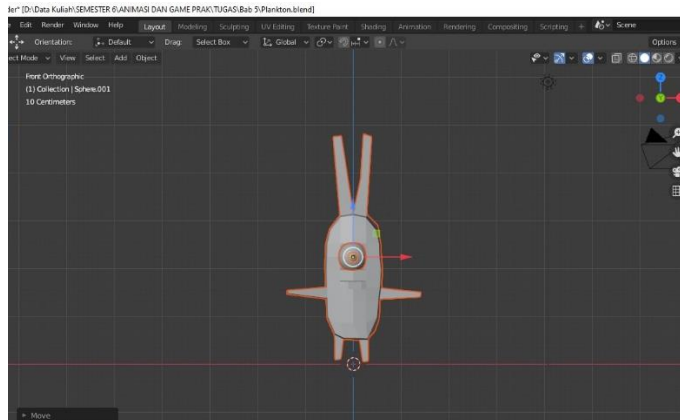 der* [D:\Data Kuliah\SEMESTER 6\ANIMASI DAN GAME PRAK\TUGAS\Bab 5\Plankton.blend]
Edit Render Window Help Layout Modeling Sculpting UV Editing Texture Paint Shading Animation Rendering Compositing Scripting + Scene
Orientation: Default Drag: Select Box Global Options
ect Mode View Select Add Object
Front Orthographic
(1) Collection | Sphere.001
10 Centimeters
Z
Y
Move